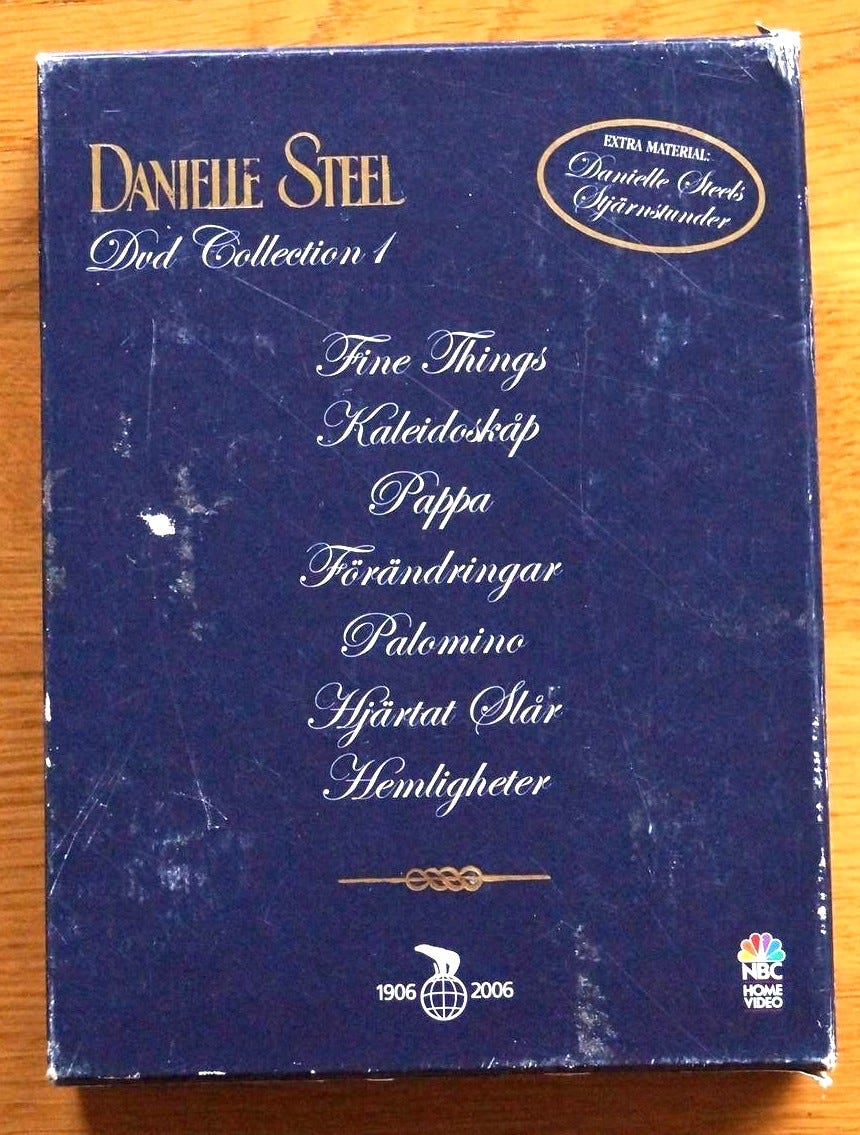 DANIELLE STEEL
Dvd Collection 1
EXTRA MATERIAL:
Danielle Steels
Stjärnstunder
Fine Things
Kaleidoskåp
Pappa
Förändringar
Palomino
Hjärtat Slår
Hemligheter
1906 2006
NBC
HOME
VIDEO